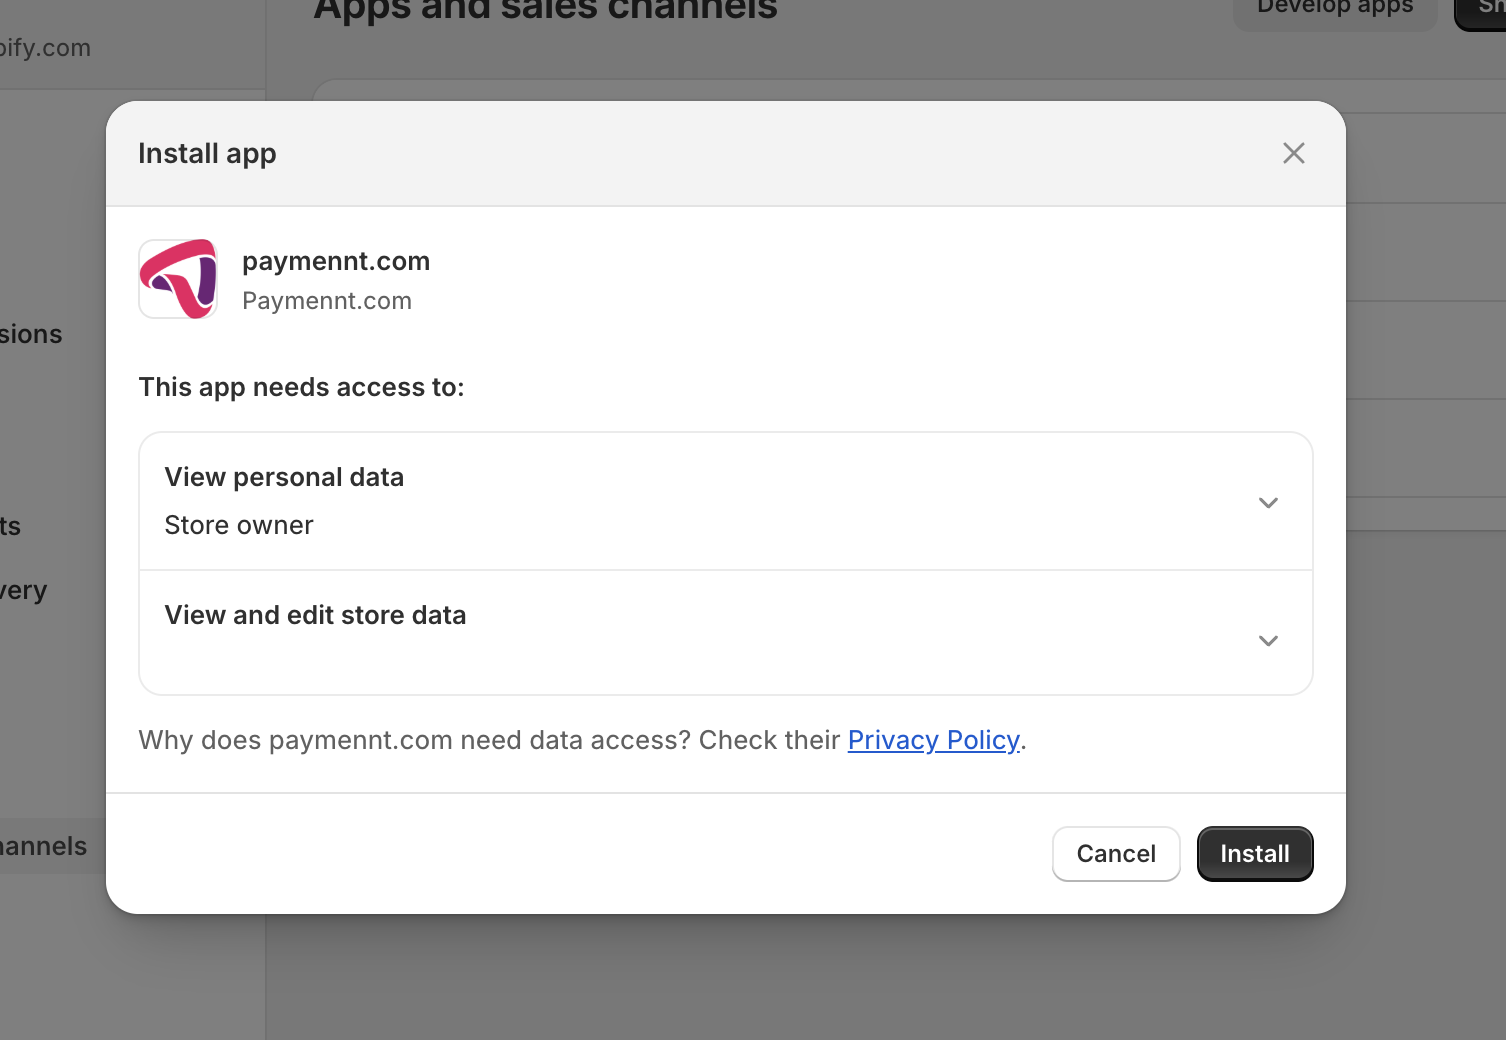 Apps and sales channels
Develop apps
pify.com
Install app
paymennt.com
Paymennt.com
This app needs access to:
View personal data
Store owner
View and edit store data
Why does paymennt.com need data access? Check their Privacy Policy.
Cancel
Install
sions
ts
very
hannels